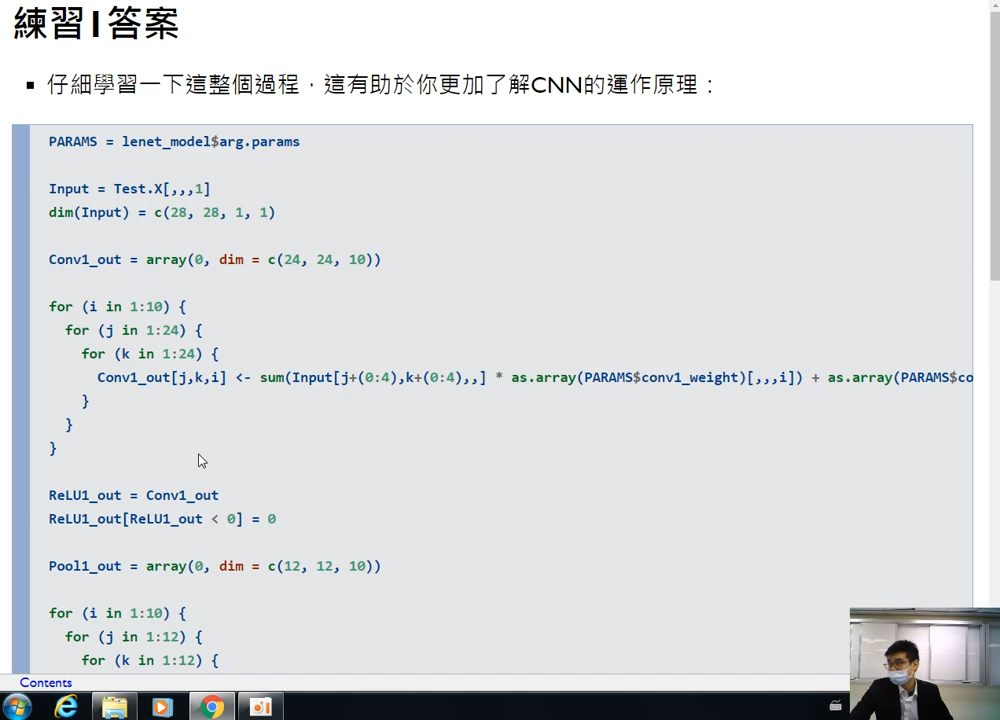 練習1答案
▪ 仔細學習一下這整個過程，這有助於你更加了解CNN的運作原理：
PARAMS = lenet_model$arg.params
Input = Test.X[,,,1]
dim(Input) = c(28, 28, 1, 1)
Conv1_out = array(0, dim = c(24, 24, 10))
for (i in 1:10) {
for (j in 1:24) {
for (k in 1:24) {
Conv1_out[j,k,i] <- sum(Input[j+(0:4),k+(0:4),,] * as.array(PARAMS$conv1_weight)[,,,i]) + as.array(PARAMS$co
}
}
}
ReLU1_out = Conv1_out
ReLU1_out[ReLU1_out < 0] = 0
Pool1_out = array(0, dim = c(12, 12, 10))
for (i in 1:10) {
for (j in 1:12) {
for (k in 1:12) {
Contents